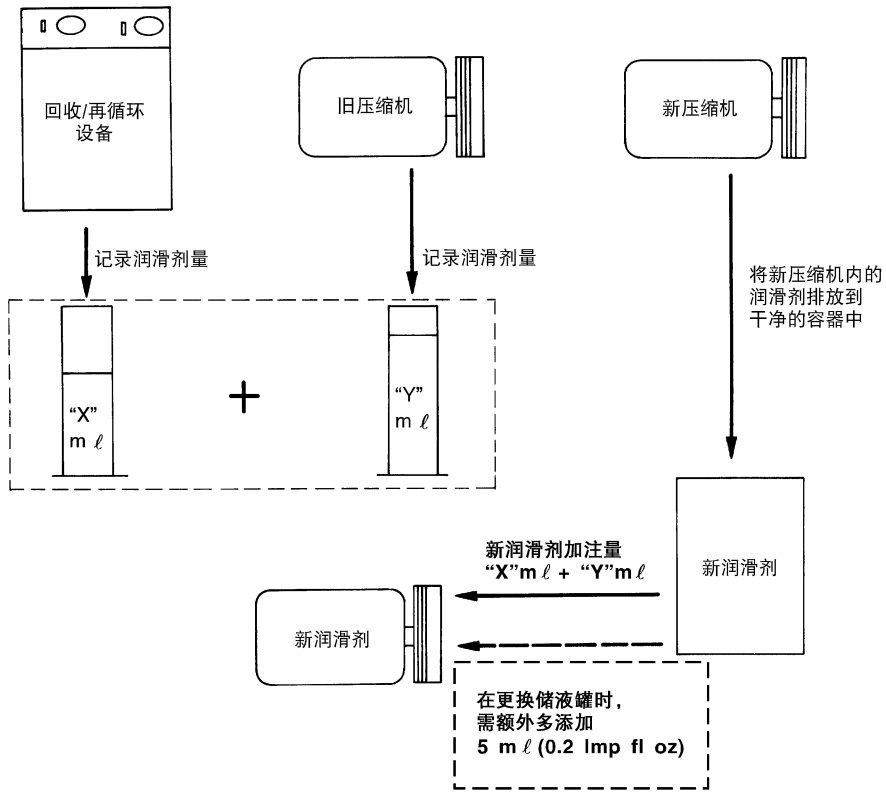 回收/再循环
设备
旧压缩机
新压缩机
记录润滑剂量
记录润滑剂量
将新压缩机内的
润滑剂排放到
干净的容器中
“X”
m ℓ
+
“Y”
m ℓ
新润滑剂加注量
“X”m ℓ + “Y”m ℓ
新润滑剂
新润滑剂
在更换储液罐时，
需额外多添加
5 m ℓ (0.2 Imp fl oz)